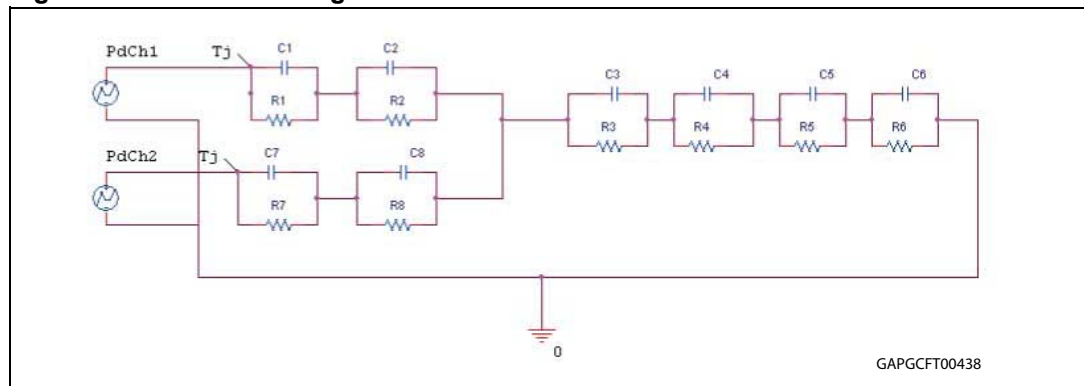 PdCh1
Tj
C1
C2
R1
R2
C3
C4
C5
C6
R3
R4
R5
R6
PdCh2
Tj
C7
C8
R7
R8
0
GAPGCFT00438